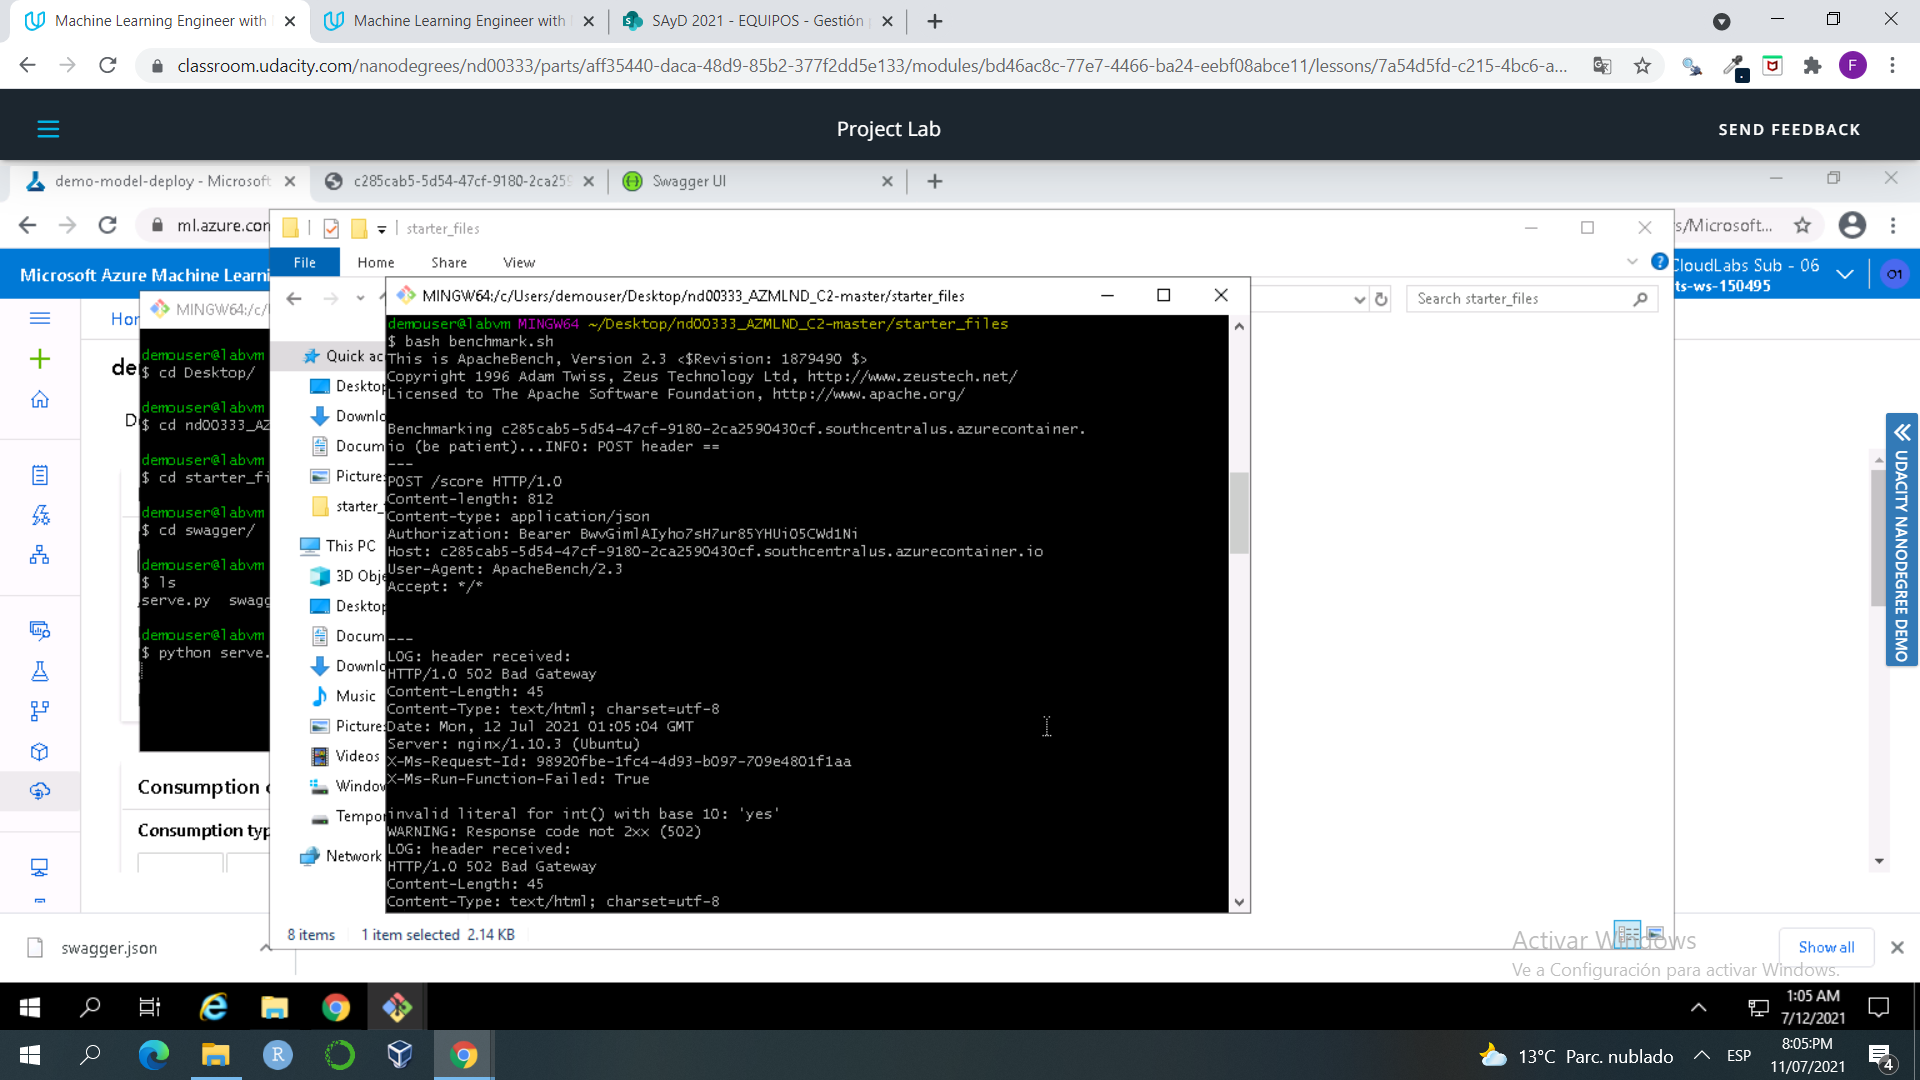 Machine Learning Engineer with
Machine Learning Engineer with
SAyD 2021 - EQUIPOS - Gestión
classroom.udacity.com/nanodegrees/nd00333/parts/aff35440-daca-48d9-85b2-377f2dd5e133/modules/bd46ac8c-77e7-4466-ba24-eebf08abce11/lessons/7a54d5fd-c215-4bc6-a...
F
Project Lab
SEND FEEDBACK
demo-model-deploy - Microsoft
c285cab5-5d54-47cf-9180-2ca259
Swagger UI
ml.azure.con
s/Microsoft...
starter_files
File
Home
Share
View
Microsoft Azure Machine Learni
CloudLabs Sub - 06
ts-ws-150495
O1
Search starter_files
Hor
MINGW64:/c/
MINGW64:/c/Users/demouser/Desktop/nd00333_AZMLND_C2-master/starter_files
de
D
demouser@labvm
$ cd Desktop/
demouser@labvm
$ cd nd00333_AZ
demouser@labvm
$ cd starter_fi
demouser@labvm
$ cd swagger/
demouser@labvm
$ ls
serve.py swagg
demouser@labvm
$ python serve.
Quick ac
Desktop
Downlo
Docum
Picture
starter_
This PC
3D Obje
Desktop
Docum
Downlo
Music
Picture
Videos
Window
Tempor
Network
demouser@labvm MINGW64 ~/Desktop/nd00333_AZMLND_C2-master/starter_files
$ bash benchmark.sh
This is ApacheBench, Version 2.3 <$Revision: 1879490 $>
Copyright 1996 Adam Twiss, Zeus Technology Ltd, http://www.zeustech.net/
Licensed to The Apache Software Foundation, http://www.apache.org/
Benchmarking c285cab5-5d54-47cf-9180-2ca2590430cf.southcentralus.azurecontainer.
io (be patient)...INFO: POST header ==
---
POST /score HTTP/1.0
Content-length: 812
Content-type: application/json
Authorization: Bearer BwvGimlAIyho7sH7ur85YHUiO5CWd1Ni
Host: c285cab5-5d54-47cf-9180-2ca2590430cf.southcentralus.azurecontainer.io
User-Agent: ApacheBench/2.3
Accept: */*
---
LOG: header received:
HTTP/1.0 502 Bad Gateway
Content-Length: 45
Content-Type: text/html; charset=utf-8
Date: Mon, 12 Jul 2021 01:05:04 GMT
Server: nginx/1.10.3 (Ubuntu)
X-Ms-Request-Id: 98920fbe-1fc4-4d93-b097-709e4801f1aa
X-Ms-Run-Function-Failed: True
invalid literal for int() with base 10: 'yes'
WARNING: Response code not 2xx (502)
LOG: header received:
HTTP/1.0 502 Bad Gateway
Content-Length: 45
Content-Type: text/html; charset=utf-8
Consumption
Consumption typ
UDACITY NANODEGREE DEMO
8 items
1 item selected 2.14 KB
Activar Windows
Ve a Configuración para activar Windows.
swagger.json
Show all
1:05 AM
7/12/2021
13°C Parc. nublado
ESP
8:05:PM
11/07/2021
4